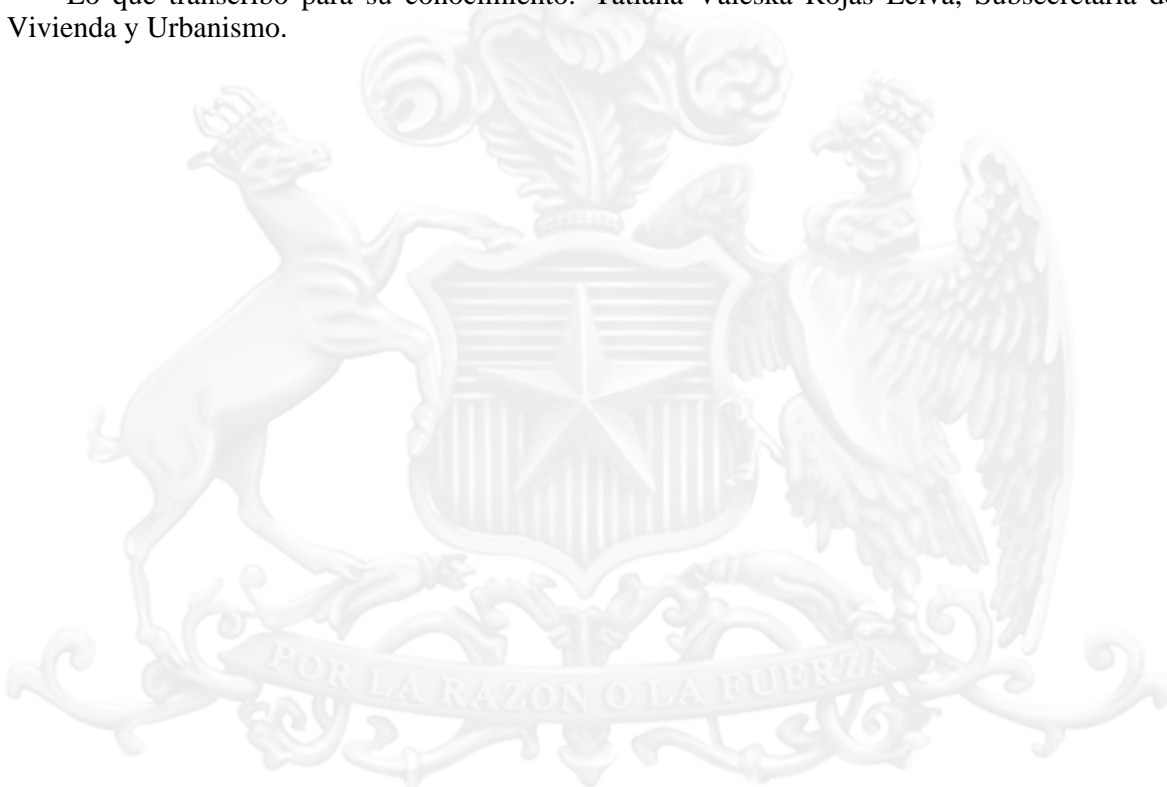 Lo que transcribo para su conocimiento.- Tatiana Valeska Rojas Leiva, Subsecretaria de
Vivienda y Urbanismo.
POR LA RAZON O LA FUERZA